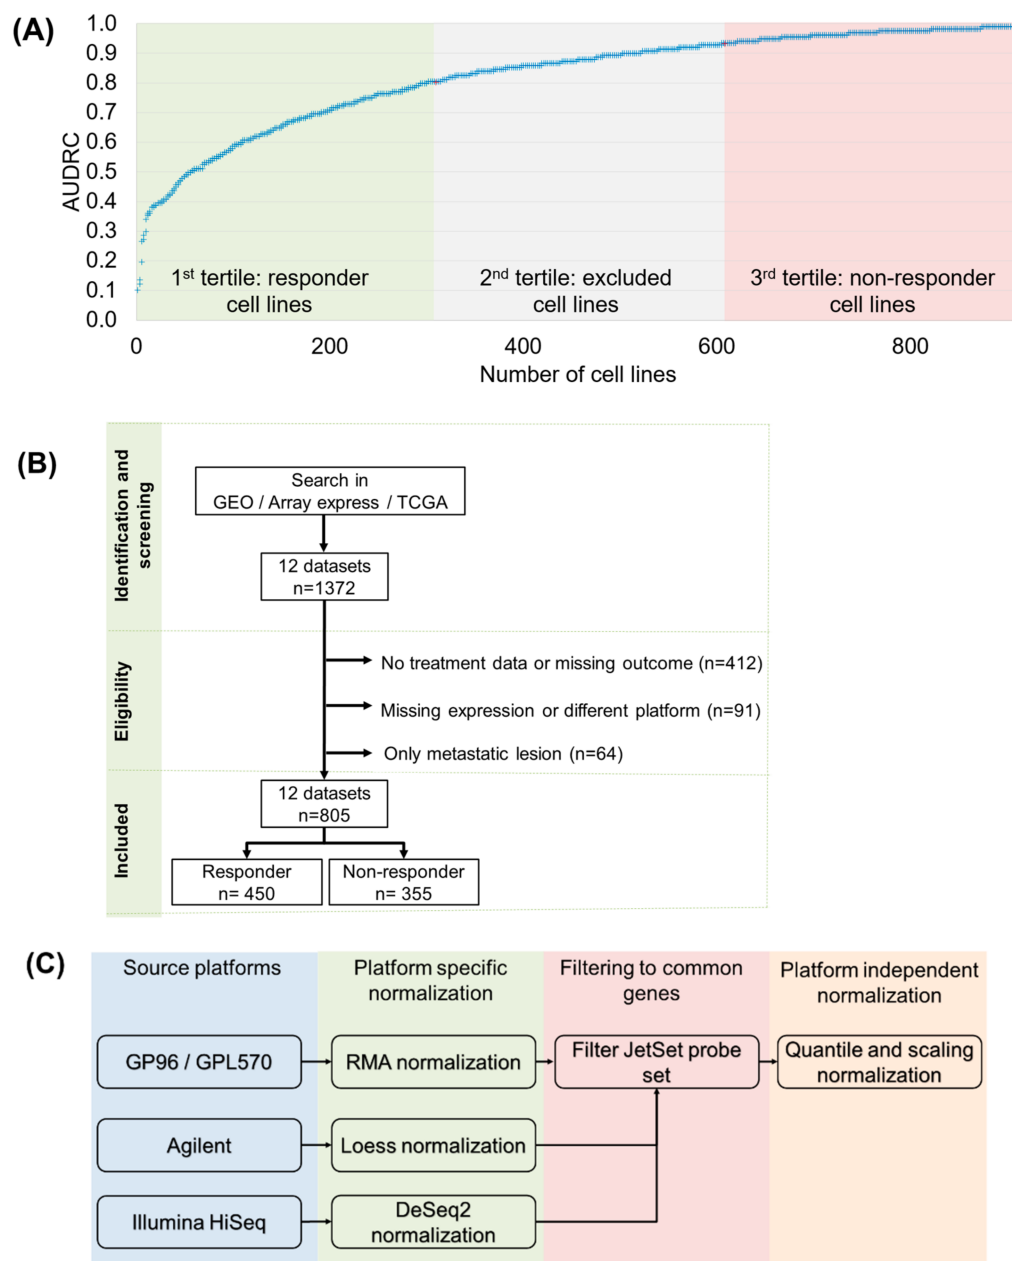 (A)
AUDRC
1.0
0.9
0.8
0.7
0.6
0.5
0.4
0.3
0.2
0.1
0.0
1st tertile: responder
cell lines
2nd tertile: excluded
cell lines
3rd tertile: non-responder
cell lines
0 200 400 600 800
Number of cell lines
(B)
Identification and
screening
Search in
GEO / Array express / TCGA
12 datasets
n=1372
Eligibility
No treatment data or missing outcome (n=412)
Missing expression or different platform (n=91)
Only metastatic lesion (n=64)
Included
12 datasets
n=805
Responder
n= 450
Non-responder
n= 355
(C)
Source platforms
Platform specific
normalization
Filtering to common
genes
Platform independent
normalization
GP96 / GPL570
RMA normalization
Filter JetSet probe
set
Quantile and scaling
normalization
Agilent
Loess normalization
Illumina HiSeq
DeSeq2
normalization